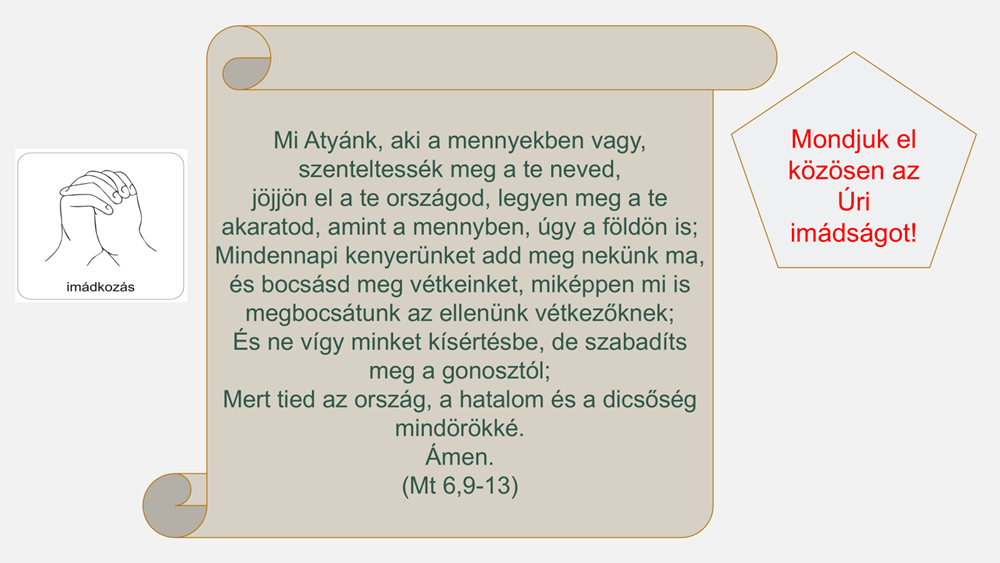 Mi Atyánk, aki a mennyekben vagy,
szenteltessék meg a te neved,
jöjjön el a te országod, legyen meg a te
akaratod, amint a mennyben, úgy a földön is;
Mindennapi kenyerünket add meg nekünk ma,
és bocsásd meg vétkeinket, miképpen mi is
megbocsátunk az ellenünk vétkezőknek;
És ne vígy minket kísértésbe, de szabadíts
meg a gonosztól;
Mert tied az ország, a hatalom és a dicsőség
mindörökké.
Ámen.
(Mt 6,9-13)
imádkozás
Mondjuk el
közösen az
Úri
imádságot!